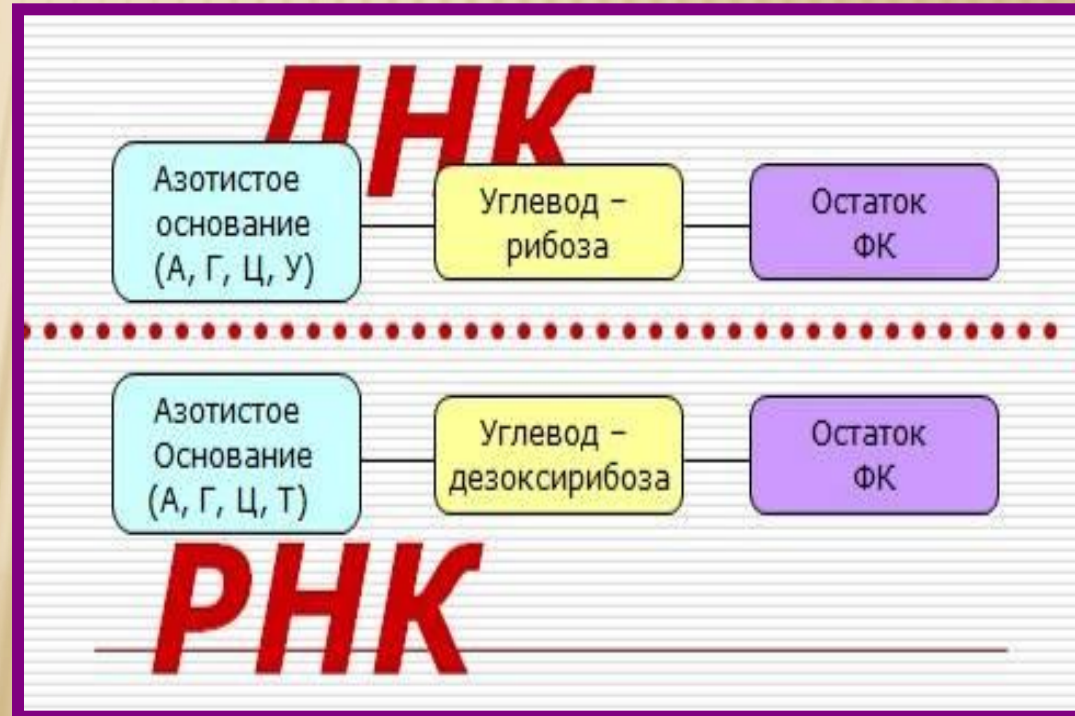 ДНК
Азотистое
основание
(А, Г, Ц, У)
Углевод –
рибоза
Остаток
ФК
Азотистое
Основание
(А, Г, Ц, Т)
Углевод –
дезоксирибоза
Остаток
ФК
РНК